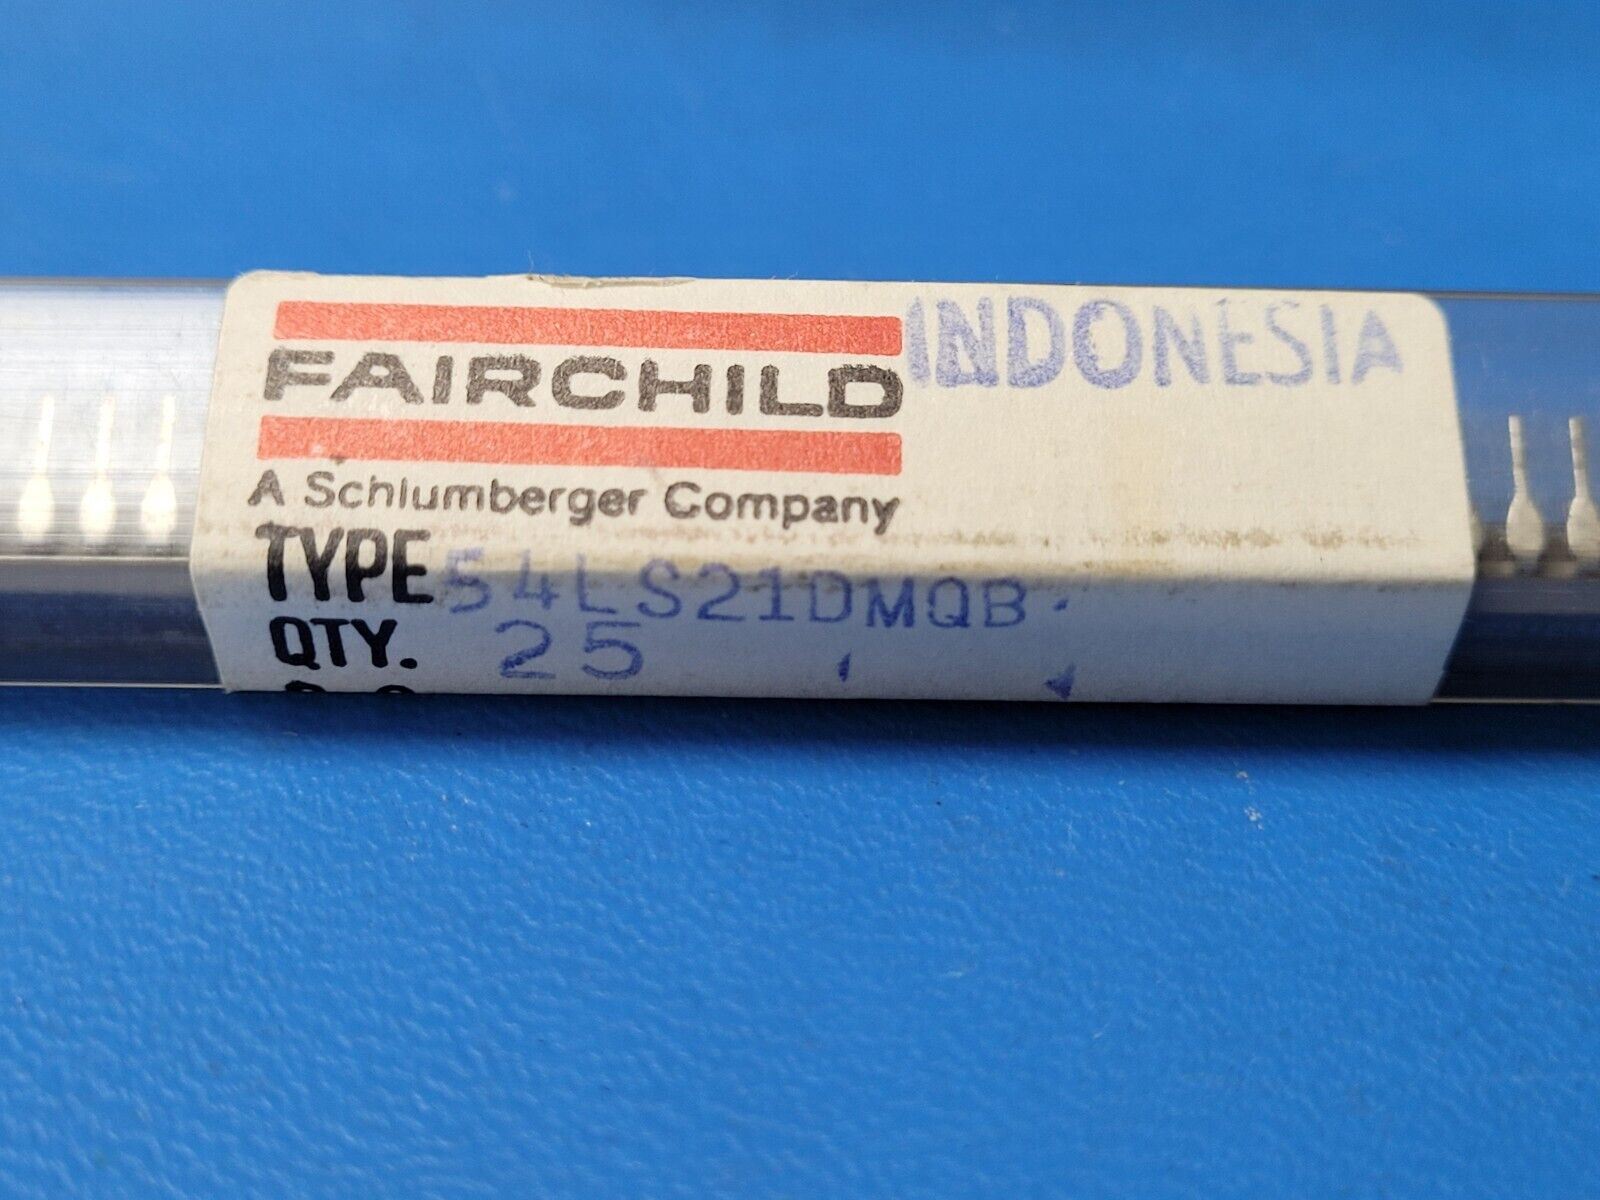 FAIRCHILD
INDONESIA
A Schlumberger Company
TYPE 54LS21DMQB
QTY. 25